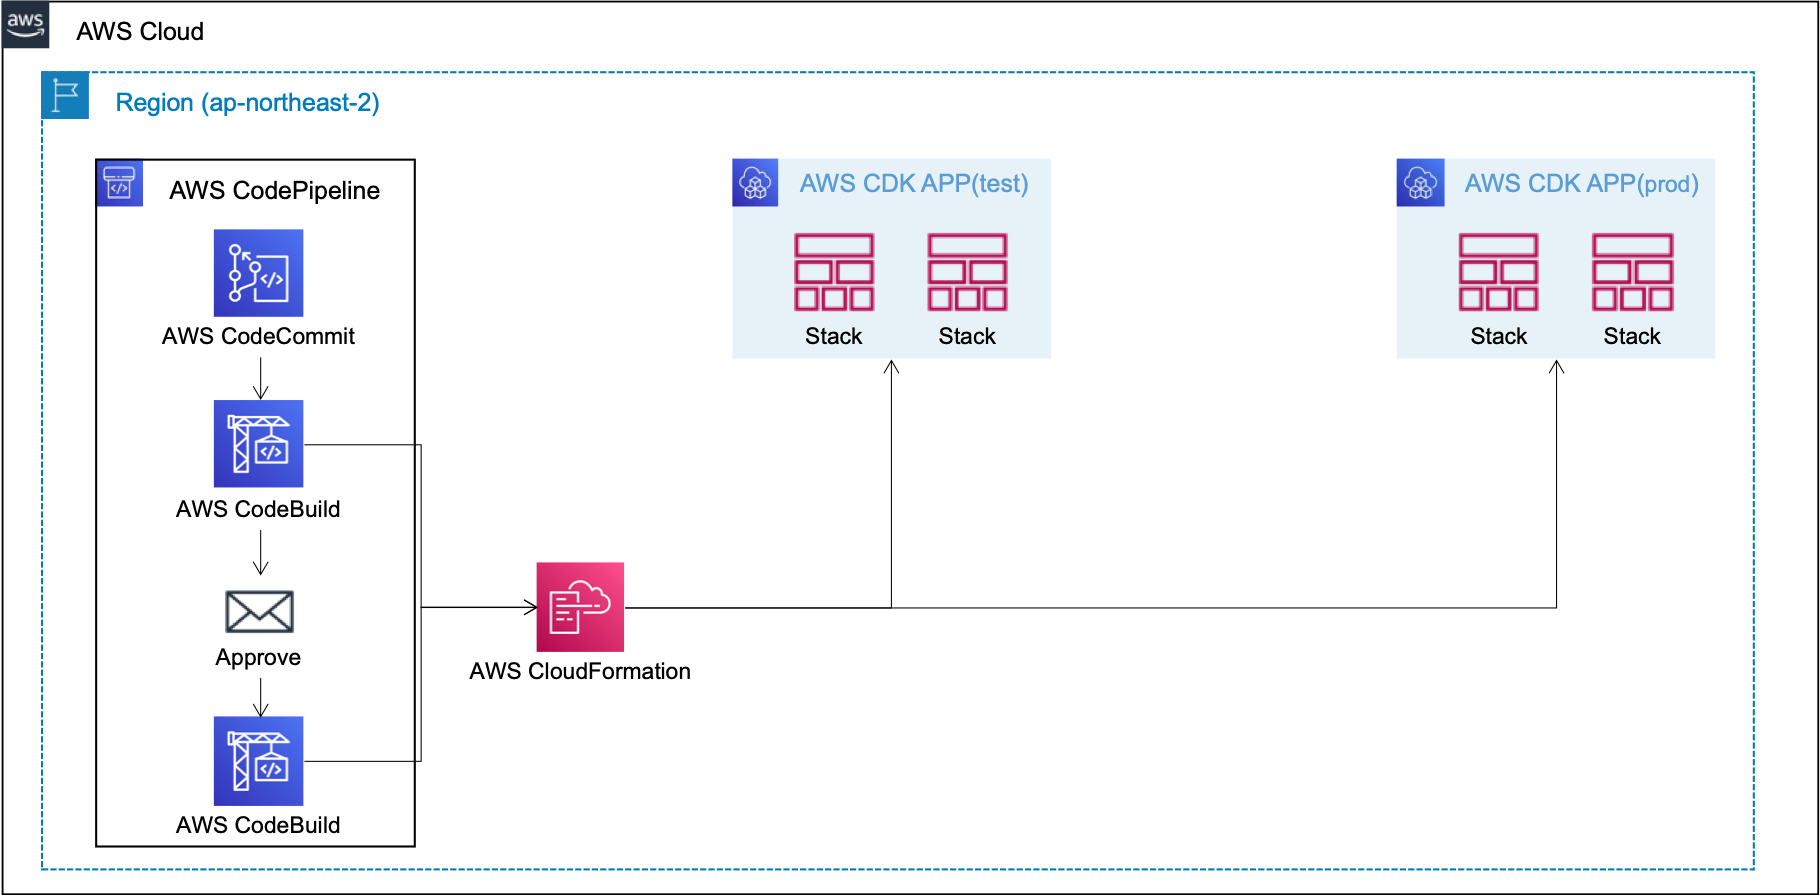 aws
AWS Cloud
Region (ap-northeast-2)
AWS CodePipeline
AWS CodeCommit
AWS CodeBuild
Approve
AWS CodeBuild
AWS CloudFormation
AWS CDK APP(test)
Stack Stack
AWS CDK APP(prod)
Stack Stack